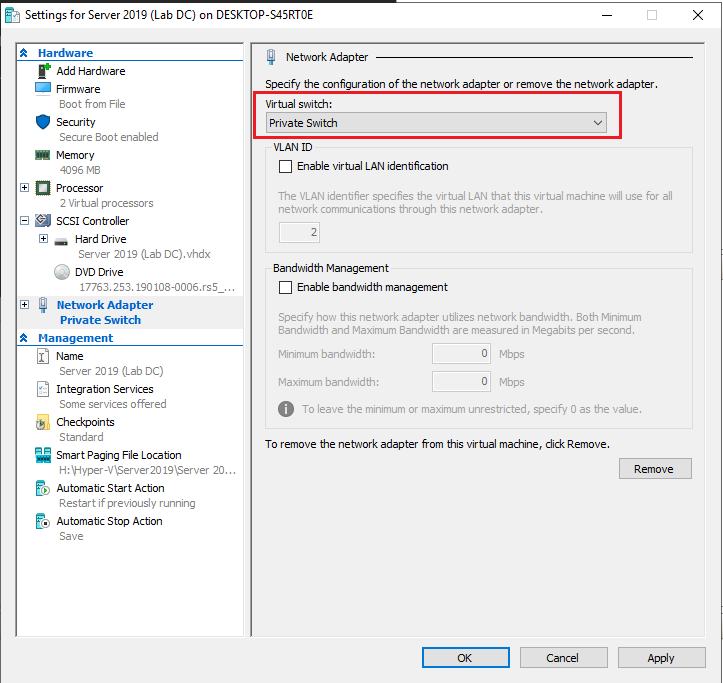 Settings for Server 2019 (Lab DC) on DESKTOP-S45RT0E
Hardware
Add Hardware
Firmware
Boot from File
Security
Secure Boot enabled
Memory
4096 MB
Processor
2 Virtual processors
SCSI Controller
Hard Drive
Server 2019 (Lab DC).vhdx
DVD Drive
17763.253.190108-0006.rs5_...
Network Adapter
Private Switch
Management
Name
Server 2019 (Lab DC)
Integration Services
Some services offered
Checkpoints
Standard
Smart Paging File Location
H:\Hyper-V\Server2019\Server 20...
Automatic Start Action
Restart if previously running
Automatic Stop Action
Save
Network Adapter
Specify the configuration of the network adapter or remove the network adapter.
Virtual switch:
Private Switch
VLAN ID
Enable virtual LAN identification
The VLAN identifier specifies the virtual LAN that this virtual machine will use for all
network communications through this network adapter.
2
Bandwidth Management
Enable bandwidth management
Specify how this network adapter utilizes network bandwidth. Both Minimum
Bandwidth and Maximum Bandwidth are measured in Megabits per second.
Minimum bandwidth: 0 Mbps
Maximum bandwidth: 0 Mbps
To leave the minimum or maximum unrestricted, specify 0 as the value.
To remove the network adapter from this virtual machine, click Remove.
Remove
OK Cancel Apply